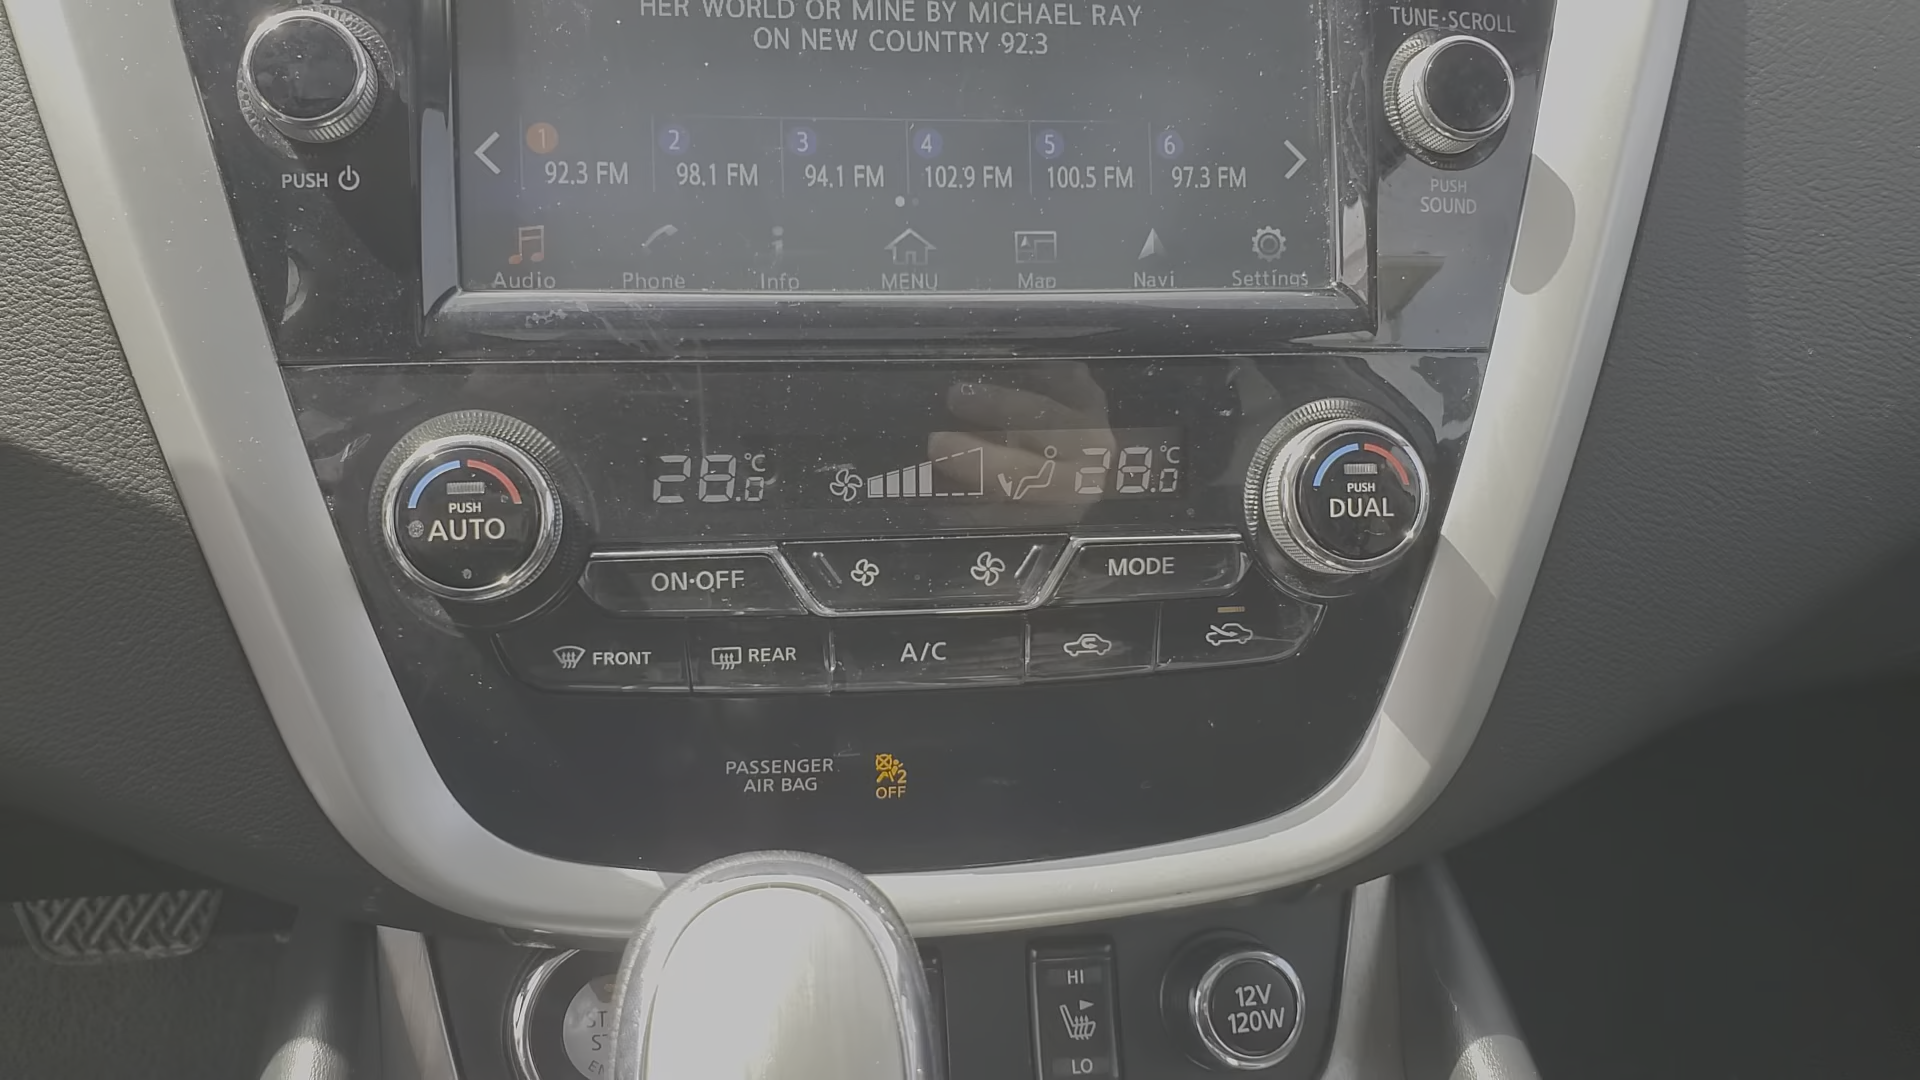 HER WORLD OR MINE BY MICHAEL RAY
ON NEW COUNTRY 92.3
TUNE·SCROLL
PUSH
PUSH
SOUND
1 2 3 4 5 6
92.3 FM 98.1 FM 94.1 FM 102.9 FM 100.5 FM 97.3 FM
Audio Phone Info MENU Map Navi Settings
28.0 °C
28.0 °C
PUSH
AUTO
PUSH
DUAL
ON·OFF
MODE
FRONT
REAR
A/C
PASSENGER
AIR BAG
2
OFF
HI
LO
12V
120W